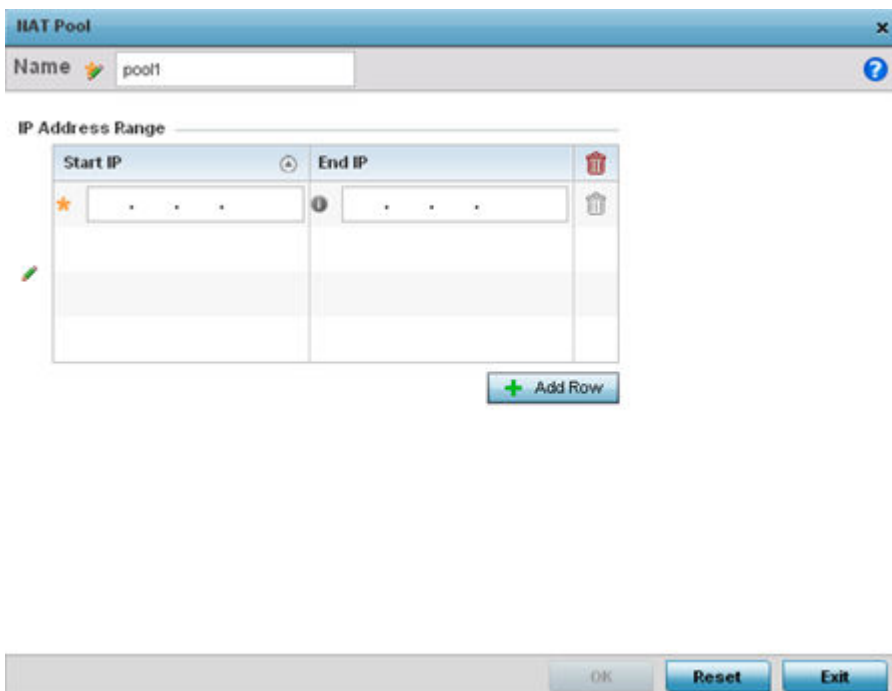 NAT Pool
Name pool1
IP Address Range
Start IP End IP
. . . . . .
Add Row
OK Reset Exit